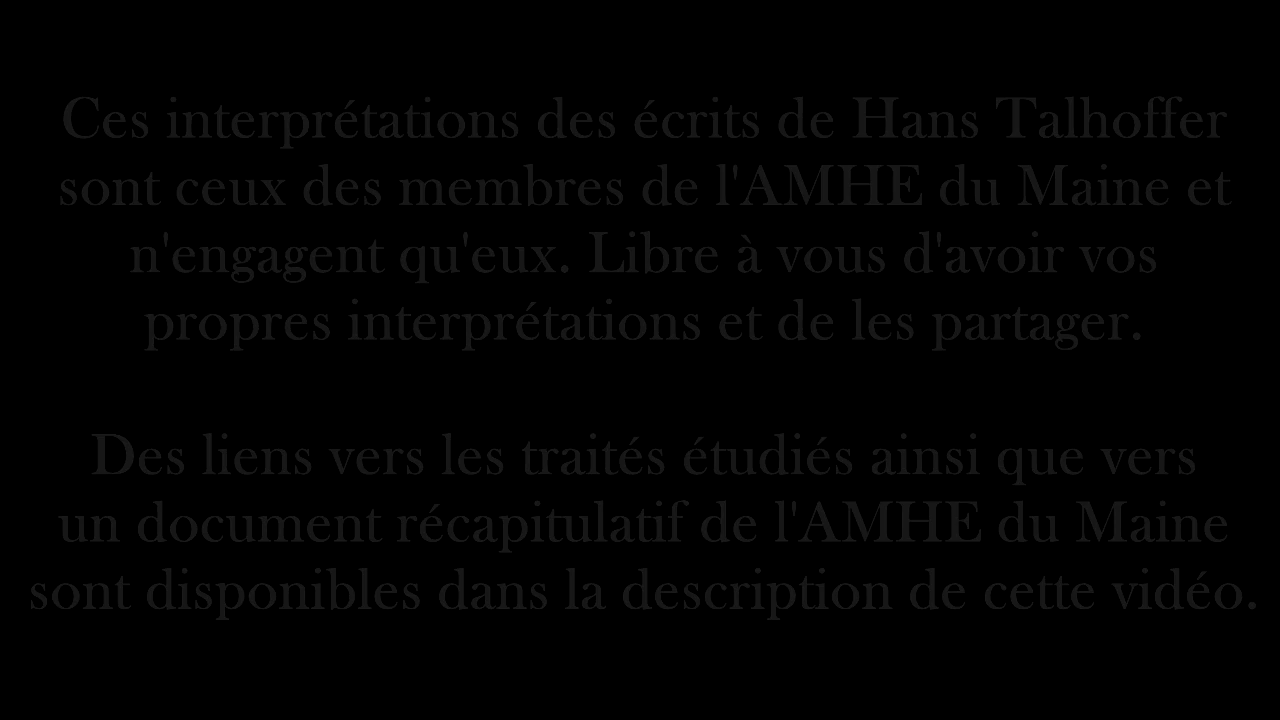 Ces interprétations des écrits de Hans Talhoffer
sont ceux des membres de l'AMHE du Maine et
n'engagent qu'eux. Libre à vous d'avoir vos
propres interprétations et de les partager.
Des liens vers les traités étudiés ainsi que vers
un document récapitulatif de l'AMHE du Maine
sont disponibles dans la description de cette vidéo.